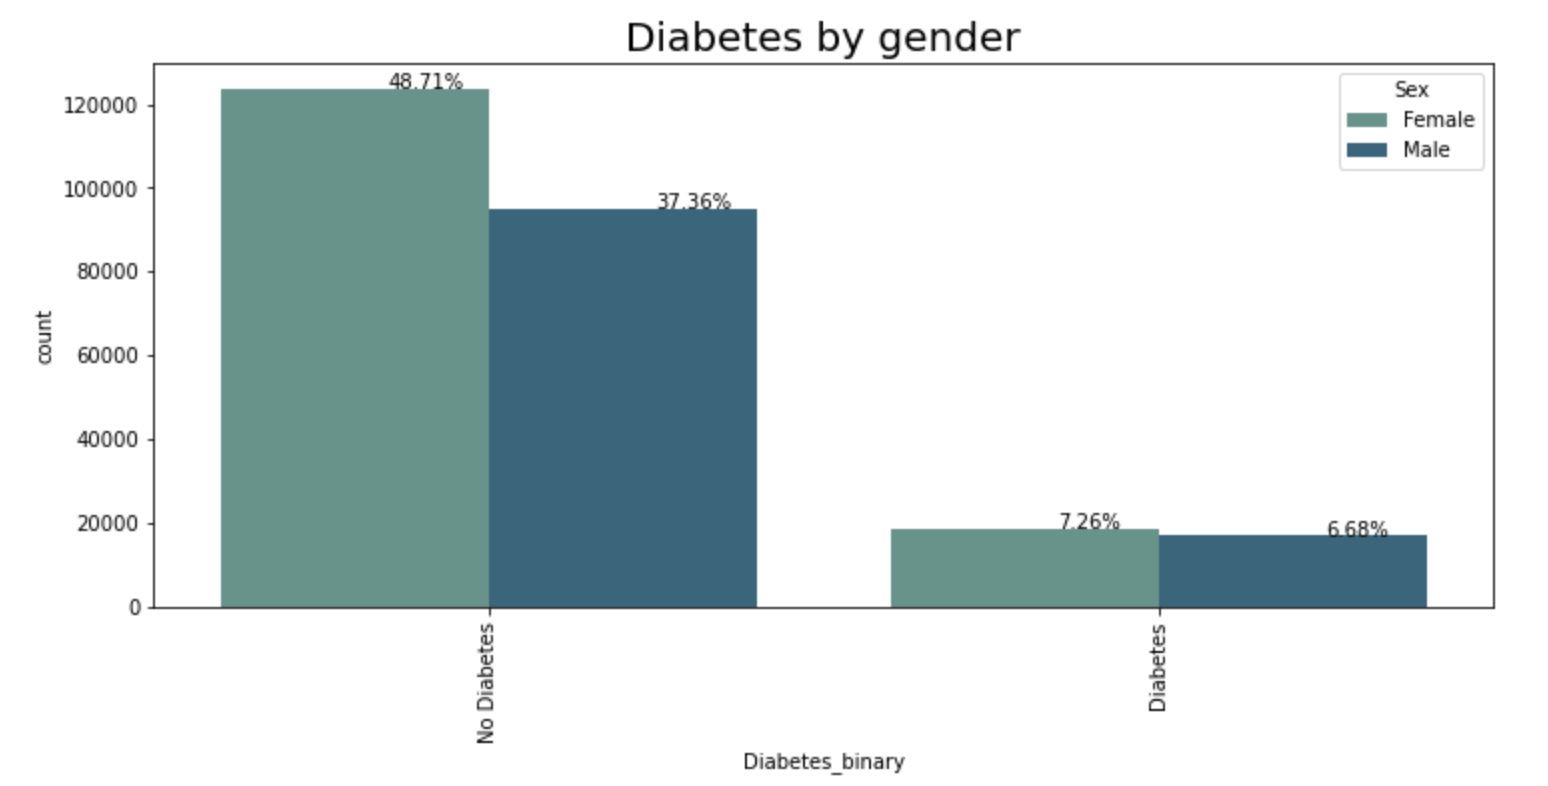 Diabetes by gender
48.71%
37.36%
7.26%
6.68%
Sex
Female
Male
120000
100000
80000
60000
40000
20000
0
count
No Diabetes
Diabetes
Diabetes_binary